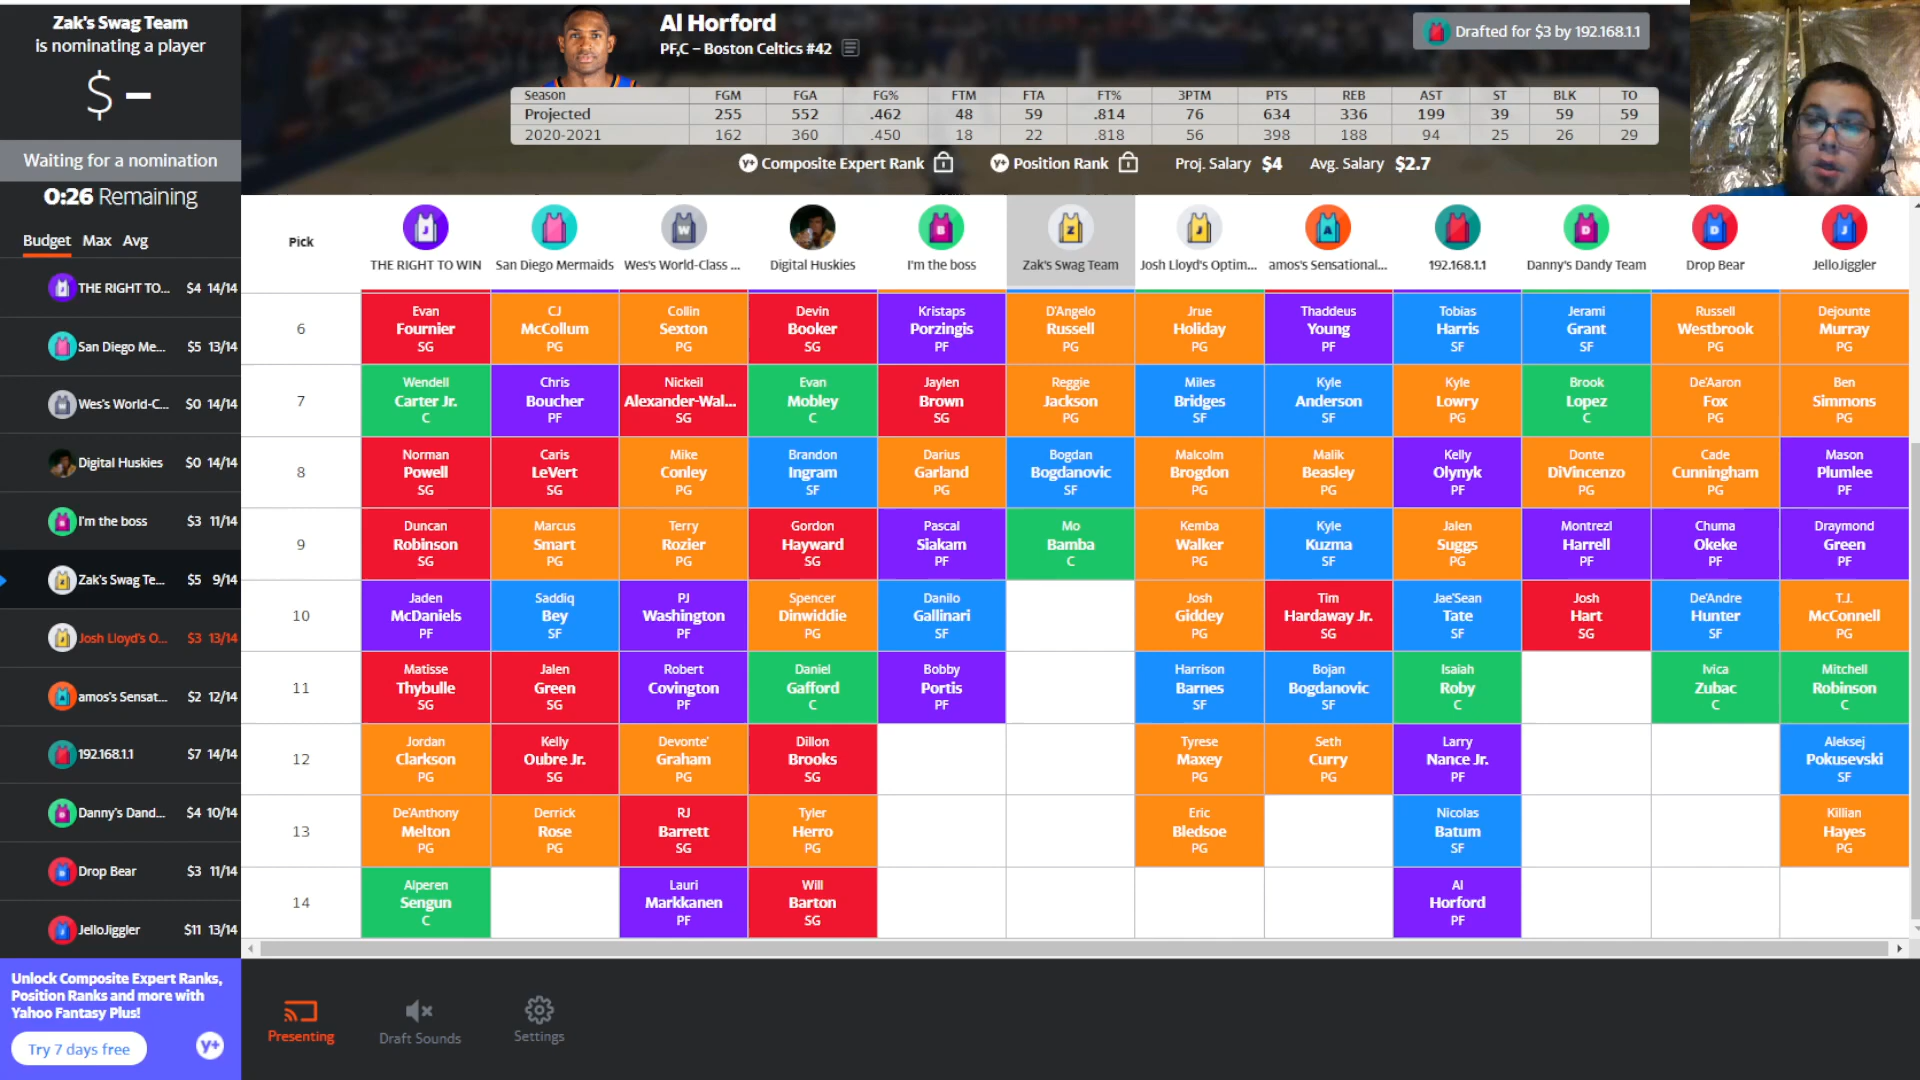 Zak's Swag Team
is nominating a player
$ –
Waiting for a nomination
0:26 Remaining
Budget Max Avg
THE RIGHT TO... $4 14/14
San Diego Me... $5 13/14
Wes's World-C... $0 14/14
Digital Huskies $0 14/14
I'm the boss $3 11/14
Zak's Swag Te... $5 9/14
Josh Lloyd's O... $3 13/14
amos's Sensat... $2 12/14
192.168.1.1 $7 14/14
Danny's Dand... $4 10/14
Drop Bear $3 11/14
JelloJiggler $11 13/14
Unlock Composite Expert Ranks,
Position Ranks and more with
Yahoo Fantasy Plus!
Try 7 days free y+
Al Horford
PF,C – Boston Celtics #42
Drafted for $3 by 192.168.1.1
Season FGM FGA FG% FTM FTA FT% 3PTM PTS REB AST ST BLK TO
Projected 255 552 .462 48 59 .814 76 634 336 199 39 59 59
2020-2021 162 360 .450 18 22 .818 56 398 188 94 25 26 29
y+ Composite Expert Rank y+ Position Rank Proj. Salary $4 Avg. Salary $2.7
J W B Z J A D D J
Pick THE RIGHT TO WIN San Diego Mermaids Wes's World-Class ... Digital Huskies I'm the boss Zak's Swag Team Josh Lloyd's Optim... amos's Sensational... 192.168.1.1 Danny's Dandy Team Drop Bear JelloJiggler
Evan CJ Collin Devin Kristaps D'Angelo Jrue Thaddeus Tobias Jerami Russell Dejounte
6 Fournier McCollum Sexton Booker Porzingis Russell Holiday Young Harris Grant Westbrook Murray
SG PG PG SG PF PG PG PF SF SF PG PG
Wendell Chris Nickeil Evan Jaylen Reggie Miles Kyle Kyle Brook De'Aaron Ben
7 Carter Jr. Boucher Alexander-Wal... Mobley Brown Jackson Bridges Anderson Lowry Lopez Fox Simmons
C PF SG C SG PG SF SF PG C PG PG
Norman Caris Mike Brandon Darius Bogdan Malcolm Malik Kelly Donte Cade Mason
8 Powell LeVert Conley Ingram Garland Bogdanovic Brogdon Beasley Olynyk DiVincenzo Cunningham Plumlee
SG SG PG SF PG SF PG PG PF PG PG PF
Duncan Marcus Terry Gordon Pascal Mo Kemba Kyle Jalen Montrezl Chuma Draymond
9 Robinson Smart Rozier Hayward Siakam Bamba Walker Kuzma Suggs Harrell Okeke Green
SG PG PG SG PF C PG SF PG PF PF PF
Jaden Saddiq PJ Spencer Danilo Josh Tim Jae'Sean Josh De'Andre T.J.
10 McDaniels Bey Washington Dinwiddie Gallinari Giddey Hardaway Jr. Tate Hart Hunter McConnell
PF SF PF PG SF PG SG SF SG SF PG
Matisse Jalen Robert Daniel Bobby Harrison Bojan Isaiah Ivica Mitchell
11 Thybulle Green Covington Gafford Portis Barnes Bogdanovic Roby Zubac Robinson
SG SG PF C PF SF SF C C C
Jordan Kelly Devonte' Dillon Tyrese Seth Larry Aleksej
12 Clarkson Oubre Jr. Graham Brooks Maxey Curry Nance Jr. Pokusevski
PG SG PG SG PG PG PF SF
De'Anthony Derrick RJ Tyler Eric Nicolas Killian
13 Melton Rose Barrett Herro Bledsoe Batum Hayes
PG PG SG PG PG SF PG
Alperen Lauri Will Al
14 Sengun Markkanen Barton Horford
C PF SG PF
Presenting Draft Sounds Settings